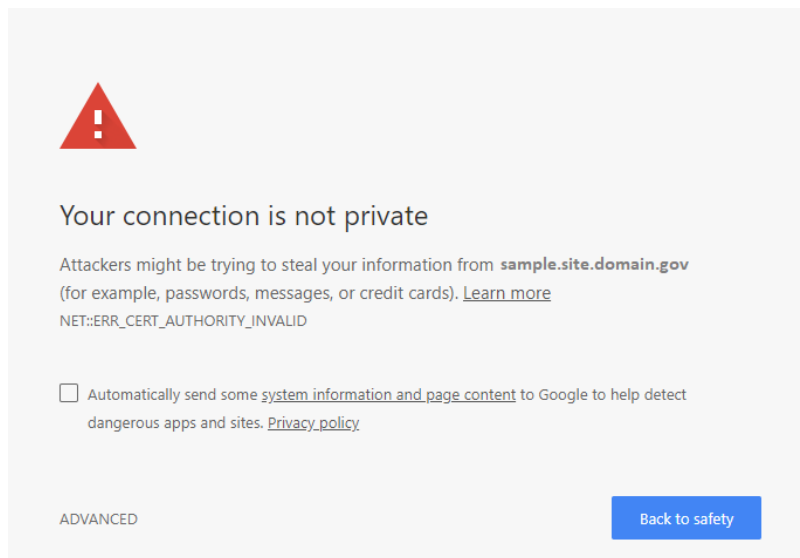 Your connection is not private
Attackers might be trying to steal your information from sample.site.domain.gov
(for example, passwords, messages, or credit cards). Learn more
NET::ERR_CERT_AUTHORITY_INVALID
Automatically send some system information and page content to Google to help detect
dangerous apps and sites. Privacy policy
ADVANCED
Back to safety